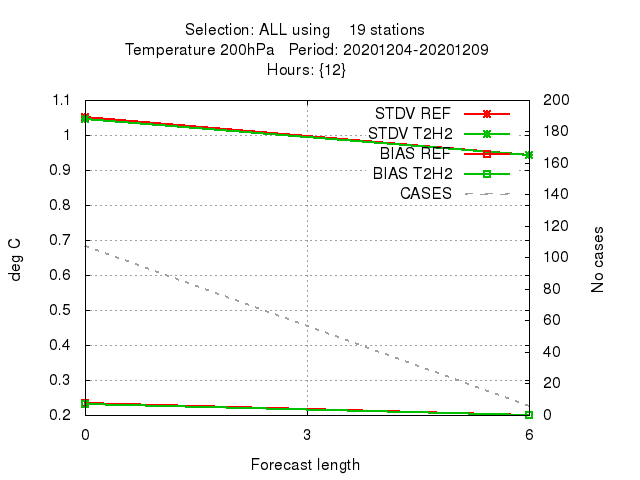 Selection: ALL using 19 stations
Temperature 200hPa Period: 20201204-20201209
Hours: {12}
STDV REF
STDV T2H2
BIAS REF
BIAS T2H2
CASES
1.1
1
0.9
0.8
0.7
0.6
0.5
0.4
0.3
0.2
deg C
200
180
160
140
120
100
80
60
40
20
0
No cases
0 3 6
Forecast length